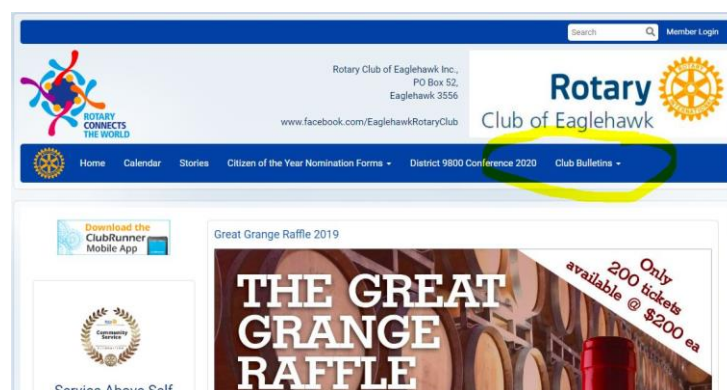 Search
Member Login
Rotary Club of Eaglehawk Inc.,
PO Box 52,
Eaglehawk 3556
www.facebook.com/EaglehawkRotaryClub
ROTARY
CONNECTS
THE WORLD
Rotary
Club of Eaglehawk
Home Calendar Stories Citizen of the Year Nomination Forms District 9800 Conference 2020 Club Bulletins
Download the
ClubRunner
Mobile App
Community
Service
Service Above Self
Great Grange Raffle 2019
THE GREAT
GRANGE
RAFFLE
Only
200 tickets
available @ $200 ea